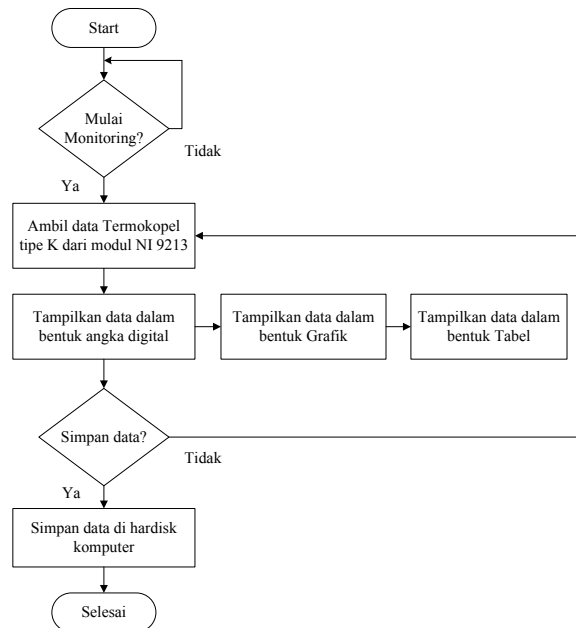 Start
Mulai
Monitoring?
Tidak
Ya
Ambil data Termokopel
tipe K dari modul NI 9213
Tampilkan data dalam
bentuk angka digital
Tampilkan data dalam
bentuk Grafik
Tampilkan data dalam
bentuk Tabel
Simpan data?
Tidak
Ya
Simpan data di hardisk
komputer
Selesai